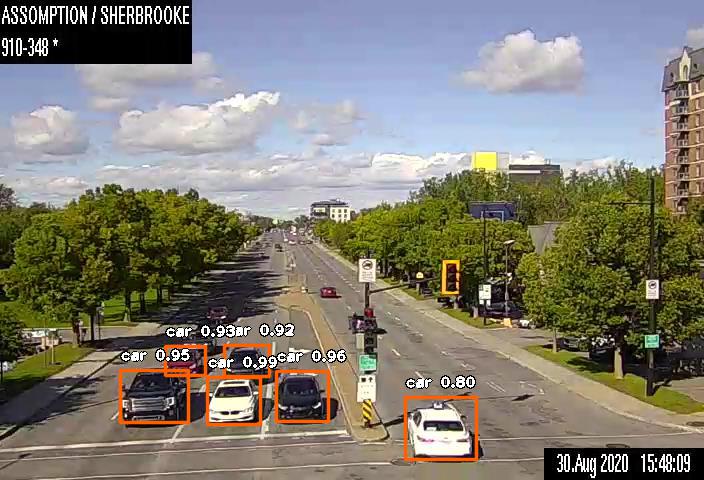 ASSOMPTION / SHERBROOKE
910-348 *
car 0.93
ar 0.92
car 0.95
car 0.99
car 0.96
car 0.80
30.Aug 2020 15:48:09